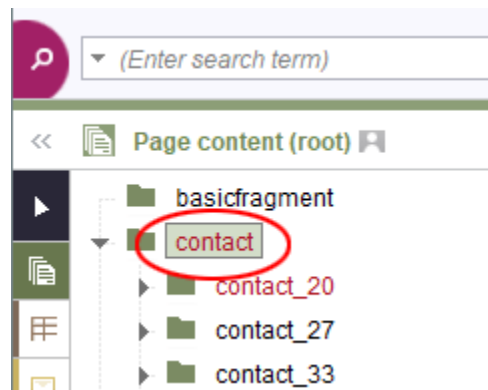 (Enter search term)
Page content (root)
basicfragment
contact
contact_20
contact_27
contact_33